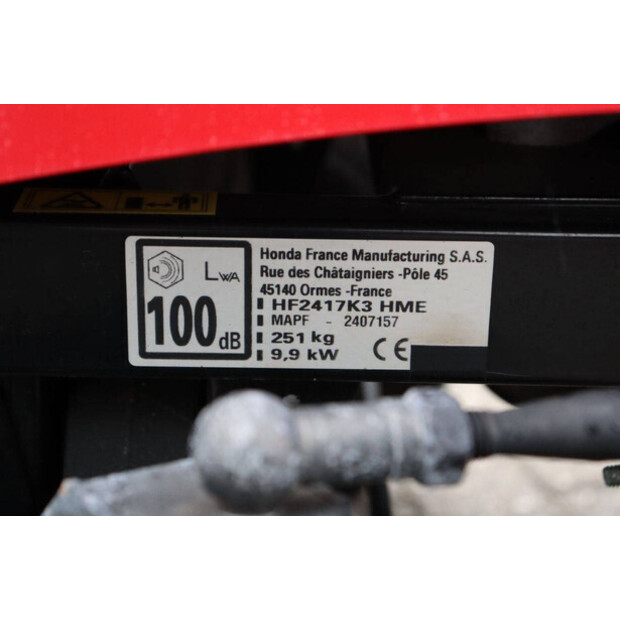 LWA
100 dB
Honda France Manufacturing S.A.S.
Rue des Châtaigniers -Pôle 45
45140 Ormes -France
HF2417K3 HME
MAPF - 2407157
251 kg
9,9 kW CE